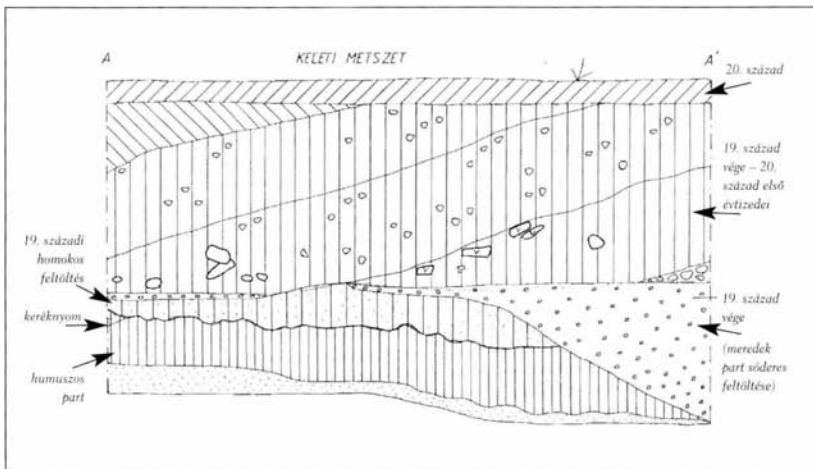 A
KELETI METSZET
A'
20. század
19. század
vége – 20.
század első
évtizedei
19. századi
homokos
feltöltés
keréknyom
humuszos
part
19. század
vége
(meredek
part sóderes
feltöltése)